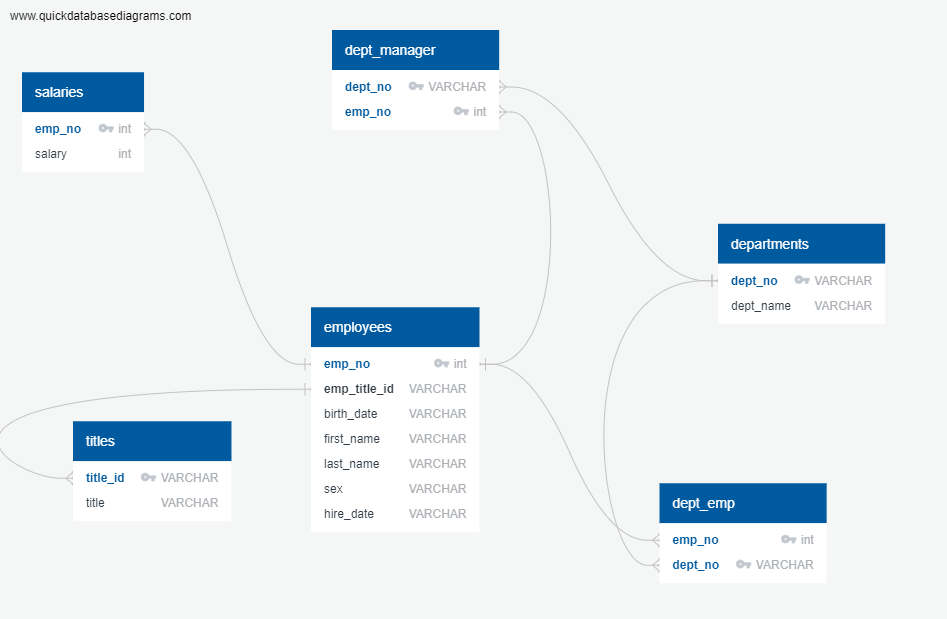 www.quickdatabasediagrams.com
dept_manager
dept_no VARCHAR
emp_no int
salaries
emp_no int
salary int
departments
dept_no VARCHAR
dept_name VARCHAR
employees
emp_no int
emp_title_id VARCHAR
birth_date VARCHAR
first_name VARCHAR
last_name VARCHAR
sex VARCHAR
hire_date VARCHAR
titles
title_id VARCHAR
title VARCHAR
dept_emp
emp_no int
dept_no VARCHAR